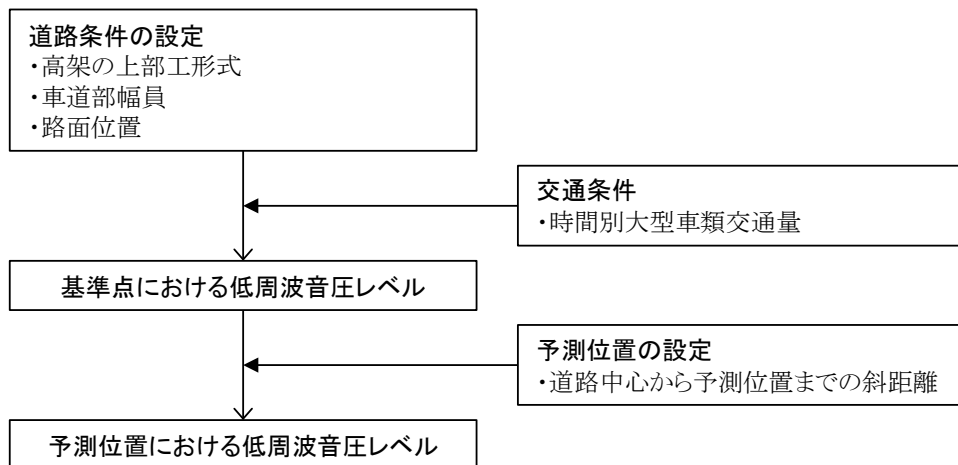 道路条件の設定
・高架の上部工形式
・車道部幅員
・路面位置
交通条件
・時間別大型車類交通量
基準点における低周波音圧レベル
予測位置の設定
・道路中心から予測位置までの斜距離
予測位置における低周波音圧レベル